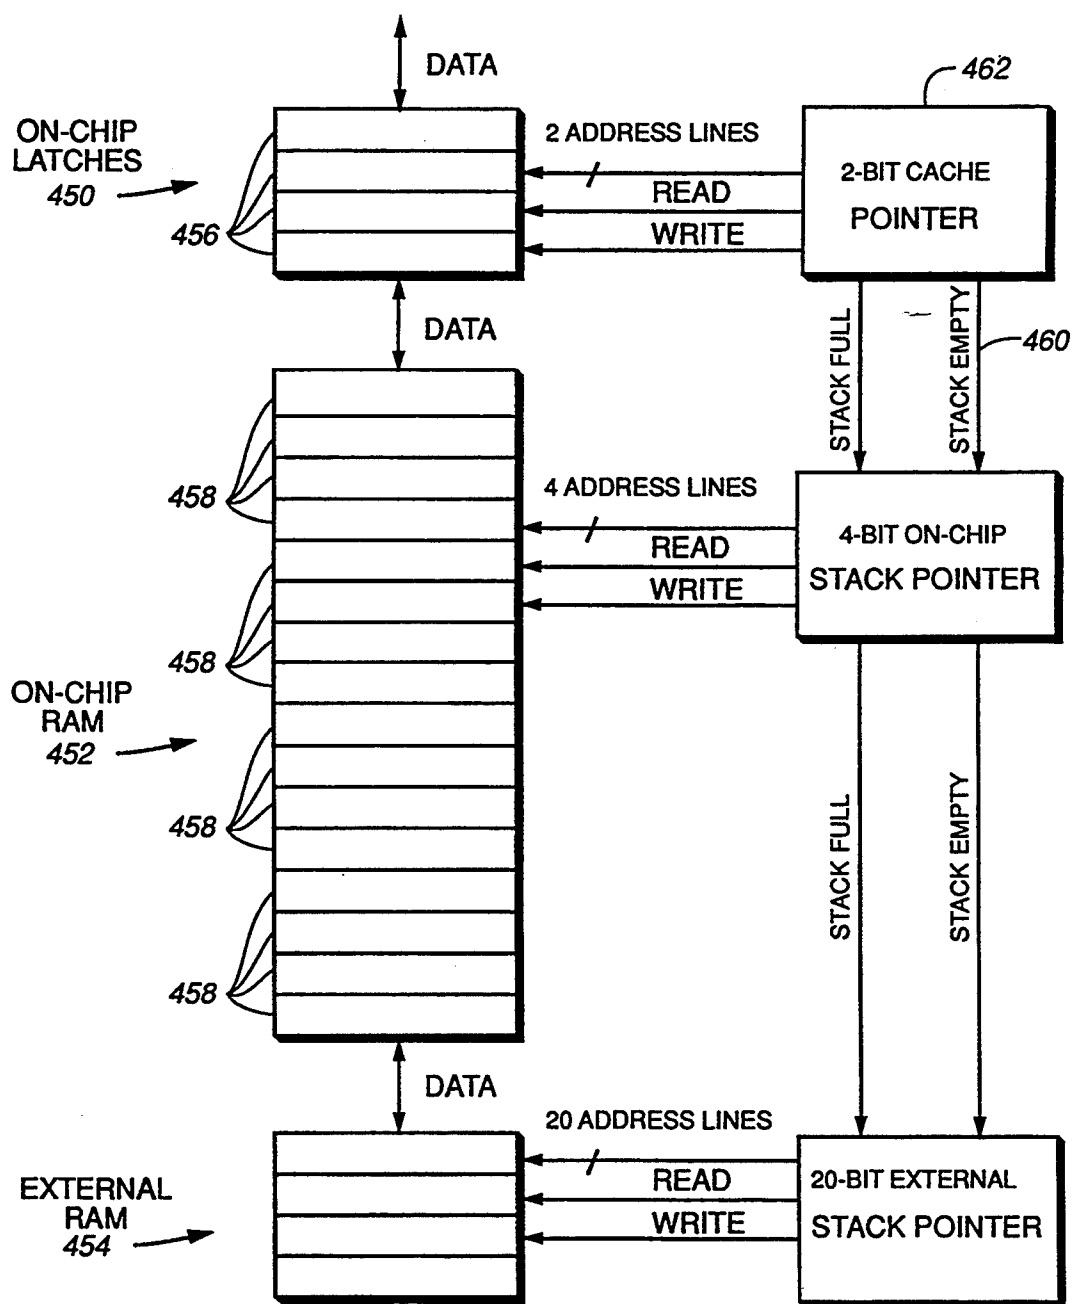 DATA
462
ON-CHIP
LATCHES
450
456
2 ADDRESS LINES
READ
WRITE
2-BIT CACHE
POINTER
DATA
STACK FULL
STACK EMPTY
460
458
4 ADDRESS LINES
READ
WRITE
4-BIT ON-CHIP
STACK POINTER
458
ON-CHIP
RAM
452
458
STACK FULL
STACK EMPTY
458
DATA
EXTERNAL
RAM
454
20 ADDRESS LINES
READ
WRITE
20-BIT EXTERNAL
STACK POINTER